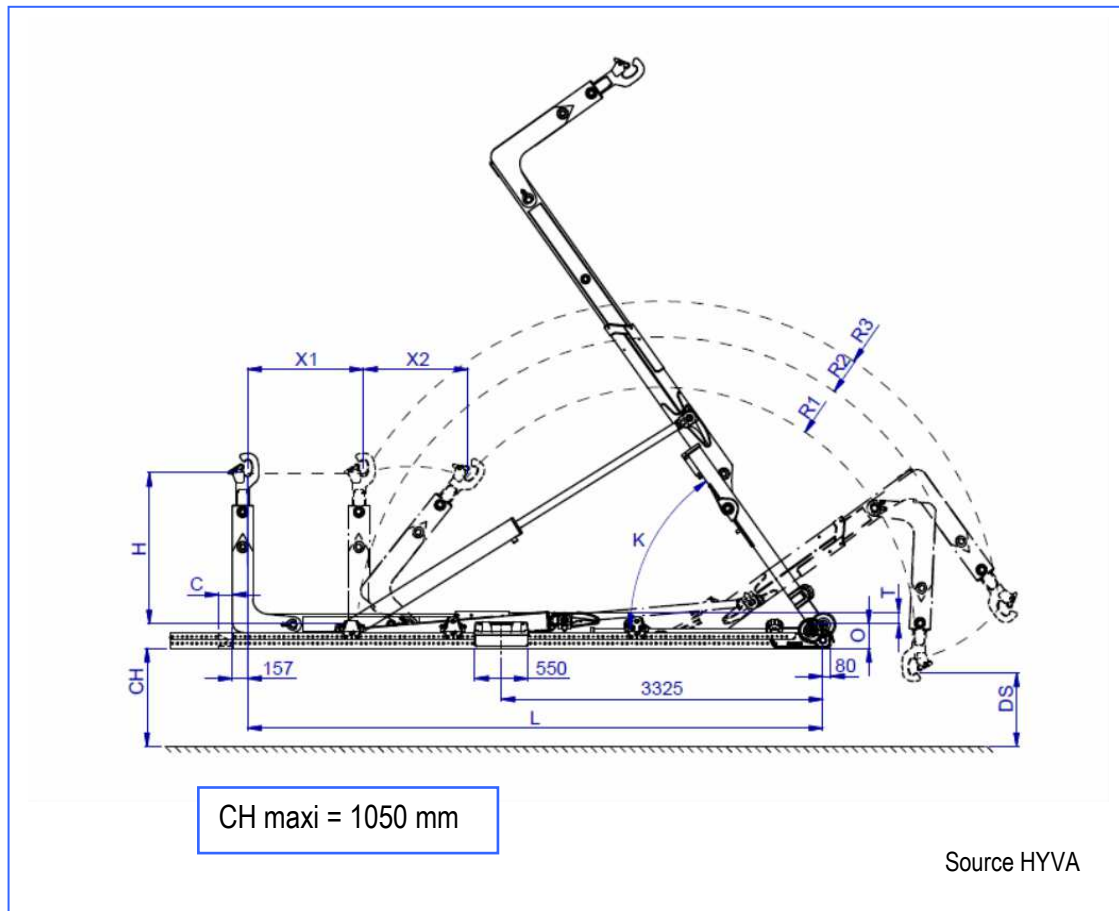 X1
X2
R3
R2
R1
H
K
C
T
O
CH
157
550
80
3325
DS
L
CH maxi = 1050 mm
Source HYVA